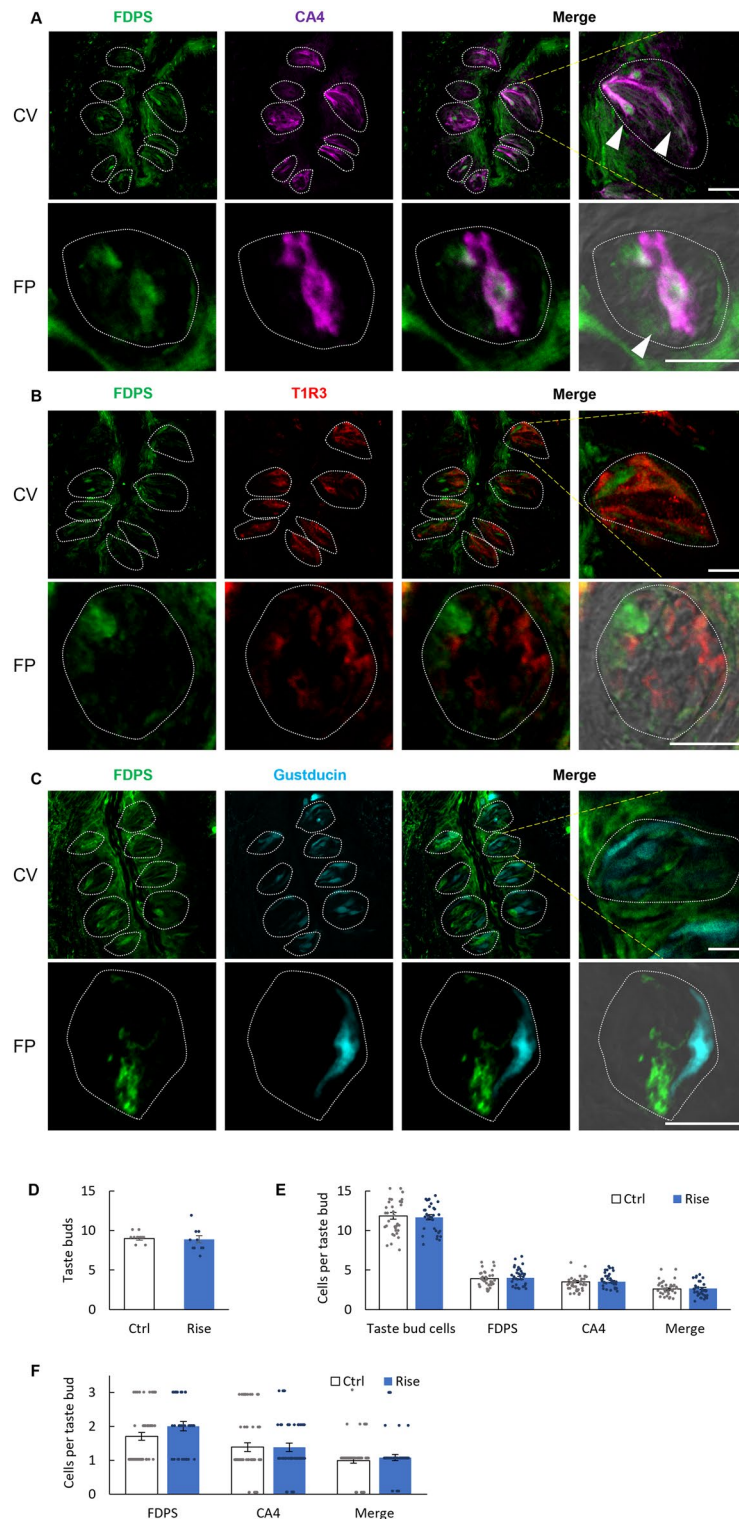 A FDPS CA4 Merge
CV
FP
B FDPS T1R3 Merge
CV
FP
C FDPS Gustducin Merge
CV
FP
D
15
10
5
0
Taste buds
Ctrl Rise
E
15
10
5
0
Cells per taste bud
Ctrl Rise
Taste bud cells FDPS CA4 Merge
F
3
2
1
0
Cells per taste bud
Ctrl Rise
FDPS CA4 Merge